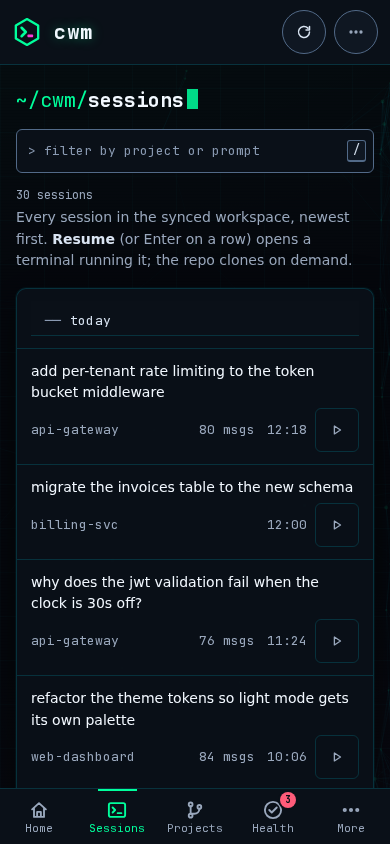 cwm
~/cwm/sessions
> filter by project or prompt /
30 sessions
Every session in the synced workspace, newest
first. Resume (or Enter on a row) opens a
terminal running it; the repo clones on demand.
── today
add per-tenant rate limiting to the token
bucket middleware
api-gateway 80 msgs 12:18
migrate the invoices table to the new schema
billing-svc 12:00
why does the jwt validation fail when the
clock is 30s off?
api-gateway 76 msgs 11:24
refactor the theme tokens so light mode gets
its own palette
web-dashboard 84 msgs 10:06
3
Home Sessions Projects Health More